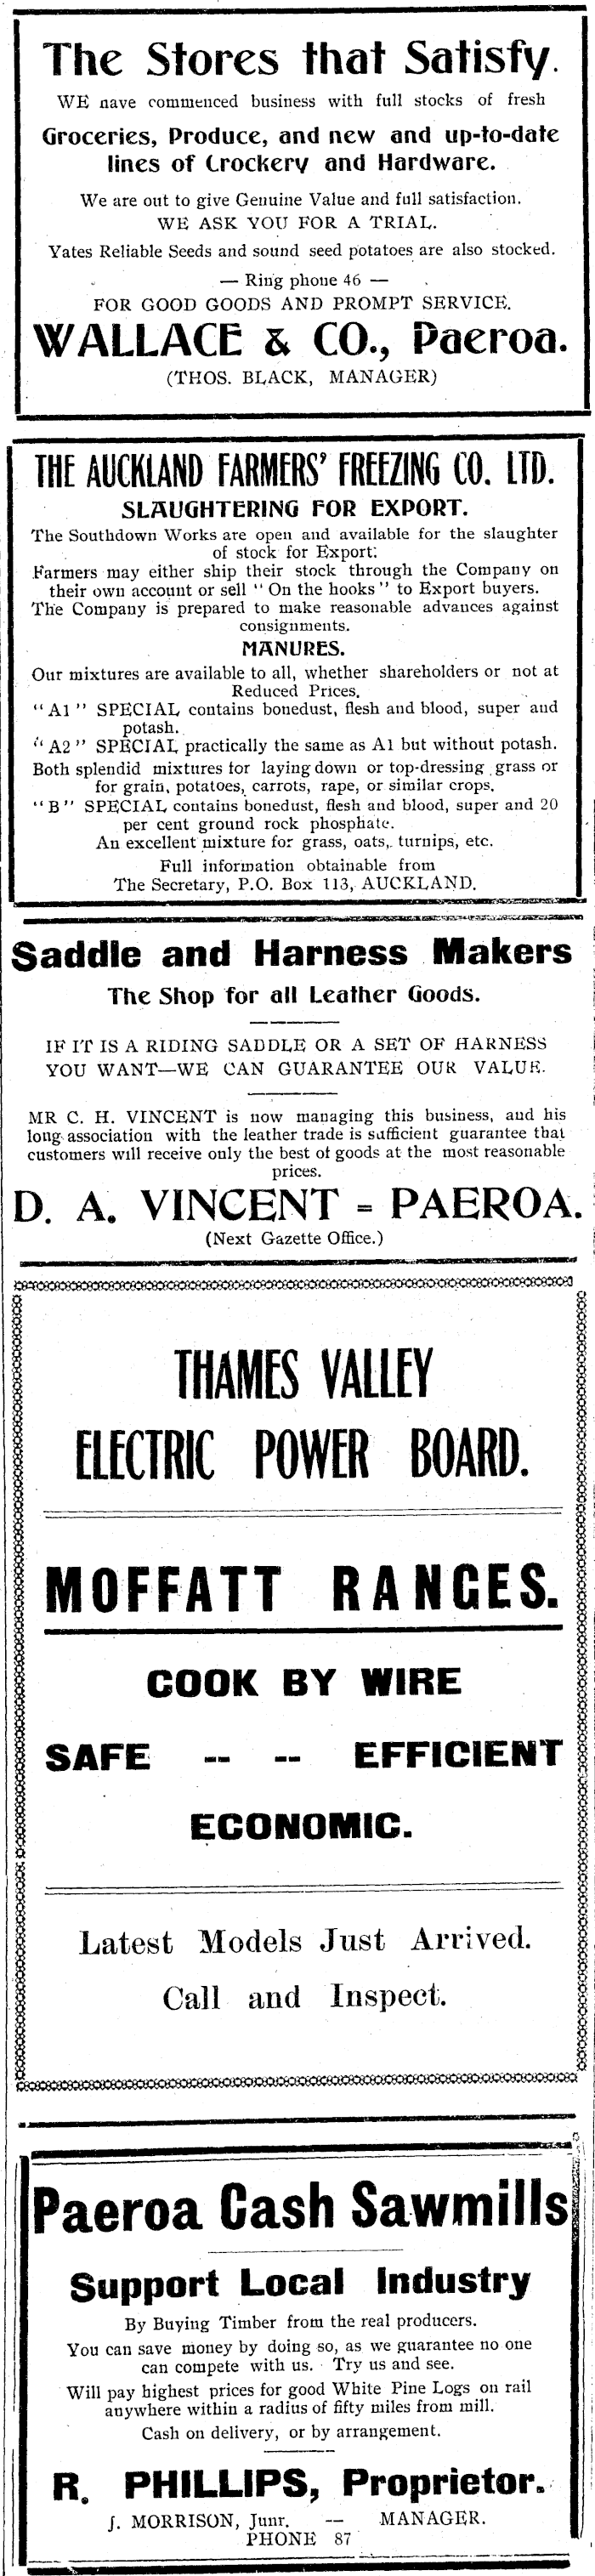 The Stores that Satisfy.
WE have commenced business with full stocks of fresh
Groceries, Produce, and new and up-to-date
lines of Crockery and Hardware.
We are out to give Genuine Value and full satisfaction.
WE ASK YOU FOR A TRIAL.
Yates Reliable Seeds and sound seed potatoes are also stocked.
— Ring phone 46 —
FOR GOOD GOODS AND PROMPT SERVICE.
WALLACE & CO., Paeroa.
(THOS. BLACK, MANAGER)
THE AUCKLAND FARMERS' FREEZING CO. LTD.
SLAUGHTERING FOR EXPORT.
The Southdown Works are open and available for the slaughter
of stock for Export:
Farmers may either ship their stock through the Company on
their own account or sell "On the hooks" to Export buyers.
The Company is prepared to make reasonable advances against
consignments.
MANURES.
Our mixtures are available to all, whether shareholders or not at
Reduced Prices.
"A1" SPECIAL contains bonedust, flesh and blood, super and
potash.
"A2" SPECIAL practically the same as A1 but without potash.
Both splendid mixtures for laying down or top-dressing grass or
for grain, potatoes, carrots, rape, or similar crops.
"B" SPECIAL contains bonedust, flesh and blood, super and 20
per cent ground rock phosphate.
An excellent mixture for grass, oats, turnips, etc.
Full information obtainable from
The Secretary, P.O. Box 113, AUCKLAND.
Saddle and Harness Makers
The Shop for all Leather Goods.
IF IT IS A RIDING SADDLE OR A SET OF HARNESS
YOU WANT—WE CAN GUARANTEE OUR VALUE.
MR C. H. VINCENT is now managing this business, and his
long association with the leather trade is sufficient guarantee that
customers will receive only the best of goods at the most reasonable
prices.
D. A. VINCENT = PAEROA.
(Next Gazette Office.)
THAMES VALLEY
ELECTRIC POWER BOARD.
MOFFATT RANGES.
COOK BY WIRE
SAFE -- -- EFFICIENT
ECONOMIC.
Latest Models Just Arrived.
Call and Inspect.
Paeroa Cash Sawmills
Support Local Industry
By Buying Timber from the real producers.
You can save money by doing so, as we guarantee no one
can compete with us. Try us and see.
Will pay highest prices for good White Pine Logs on rail
anywhere within a radius of fifty miles from mill.
Cash on delivery, or by arrangement.
R. PHILLIPS, Proprietor.
J. MORRISON, Junr. — MANAGER.
PHONE 87